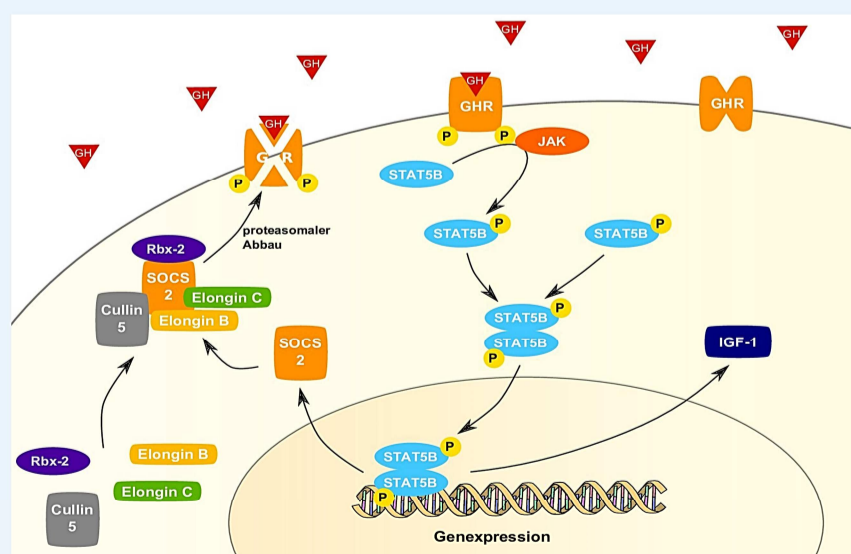 GH
GH
GH
GH
GH
GH
GH
GH
GHR
GHR
P
P
JAK
STAT5B
P
P
proteasomaler
Abbau
STAT5B
P
STAT5B
P
Rbx-2
SOCS
2
Elongin C
Elongin B
Cullin
5
STAT5B
P
STAT5B
P
SOCS
2
IGF-1
STAT5B
P
STAT5B
P
Rbx-2
Elongin B
Elongin C
Cullin
5
Genexpression